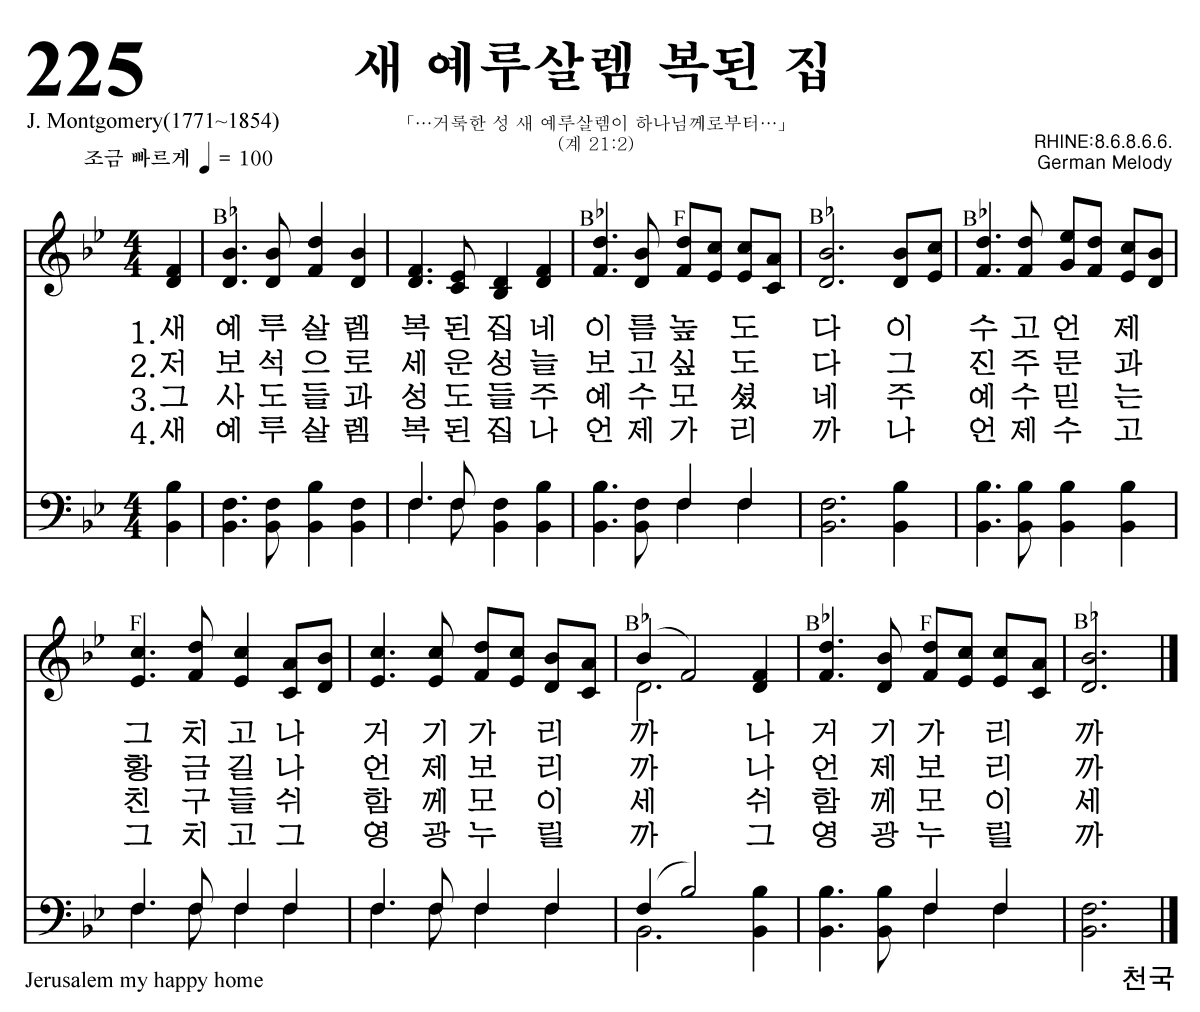 225
새 예루살렘 복된 집
J. Montgomery(1771~1854)
「…거룩한 성 새 예루살렘이 하나님께로부터…」
(계 21:2)
조금 빠르게 ♩ = 100
RHINE:8.6.8.6.6.
German Melody
B♭ B♭ F B♭ B♭
1.새 예 루 살 렘 복 된 집 네 이 름 높 도 다 이 수 고 언 제
2.저 보 석 으 로 세 운 성 늘 보 고 싶 도 다 그 진 주 문 과
3.그 사 도 들 과 성 도 들 주 예 수 모 셨 네 주 예 수 믿 는
4.새 예 루 살 렘 복 된 집 나 언 제 가 리 까 나 언 제 수 고
F B♭ B♭ F B♭
그 치 고 나 거 기 가 리 까 나 거 기 가 리 까
황 금 길 나 언 제 보 리 까 나 언 제 보 리 까
친 구 들 쉬 함 께 모 이 세 쉬 함 께 모 이 세
그 치 고 그 영 광 누 릴 까 그 영 광 누 릴 까
Jerusalem my happy home
천국